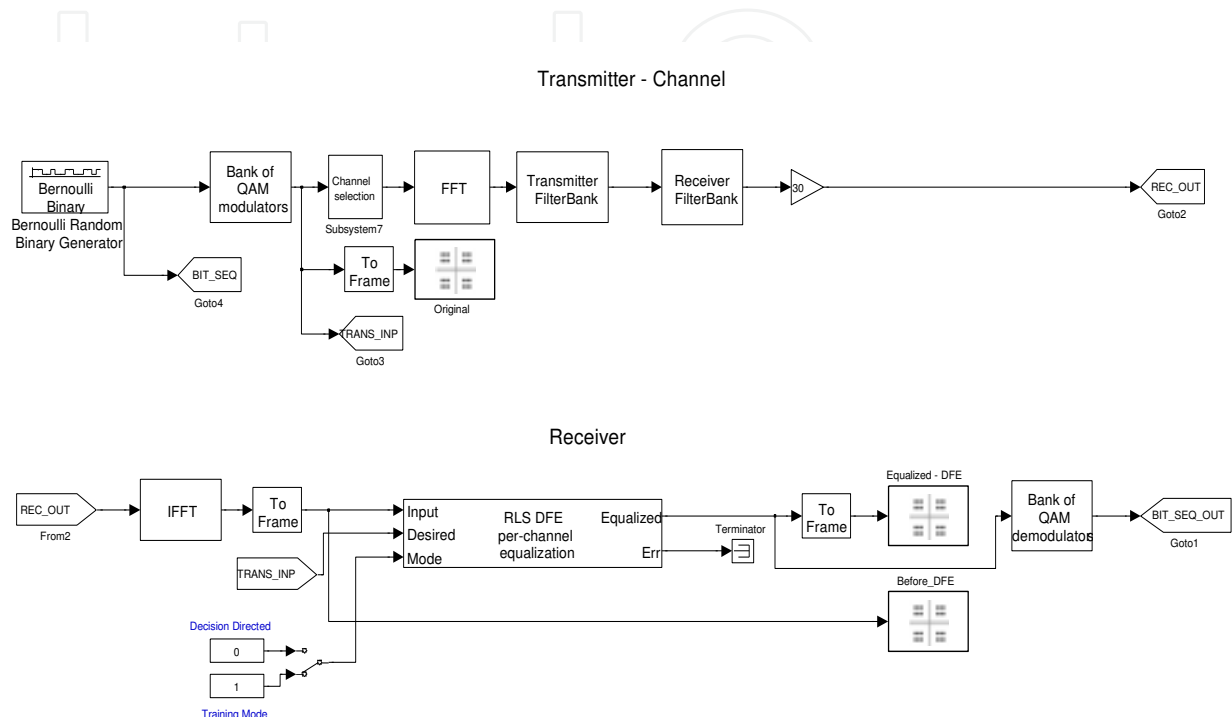 Transmitter - Channel
Bernoulli
Binary
Bernoulli Random
Binary Generator
Bank of
QAM
modulators
Channel
selection
Subsystem7
FFT
Transmitter
FilterBank
Receiver
FilterBank
30
REC_OUT
Goto2
BIT_SEQ
Goto4
To
Frame
Original
TRANS_INP
Goto3
Receiver
REC_OUT
From2
IFFT
To
Frame
TRANS_INP
Input
Desired
Mode
RLS DFE
per-channel
equalization
Equalized
Err
Terminator
To
Frame
Equalized - DFE
Before_DFE
Bank of
QAM
demodulators
BIT_SEQ_OUT
Goto1
Decision Directed
0
1
Training Mode